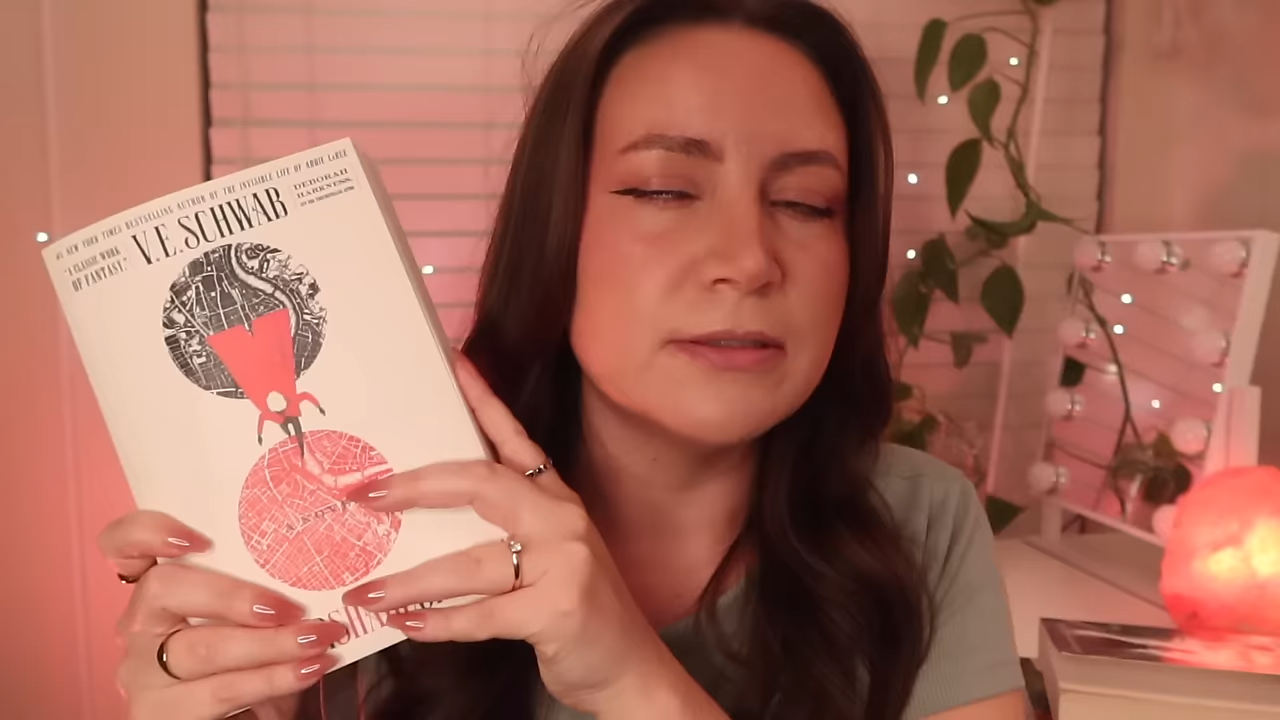 #1 NEW YORK TIMES BESTSELLING AUTHOR OF THE INVISIBLE LIFE OF ADDIE LARUE
V.E. SCHWAB
"A CLASSIC WORK
OF FANTASY."
DEBORAH
HARKNESS,